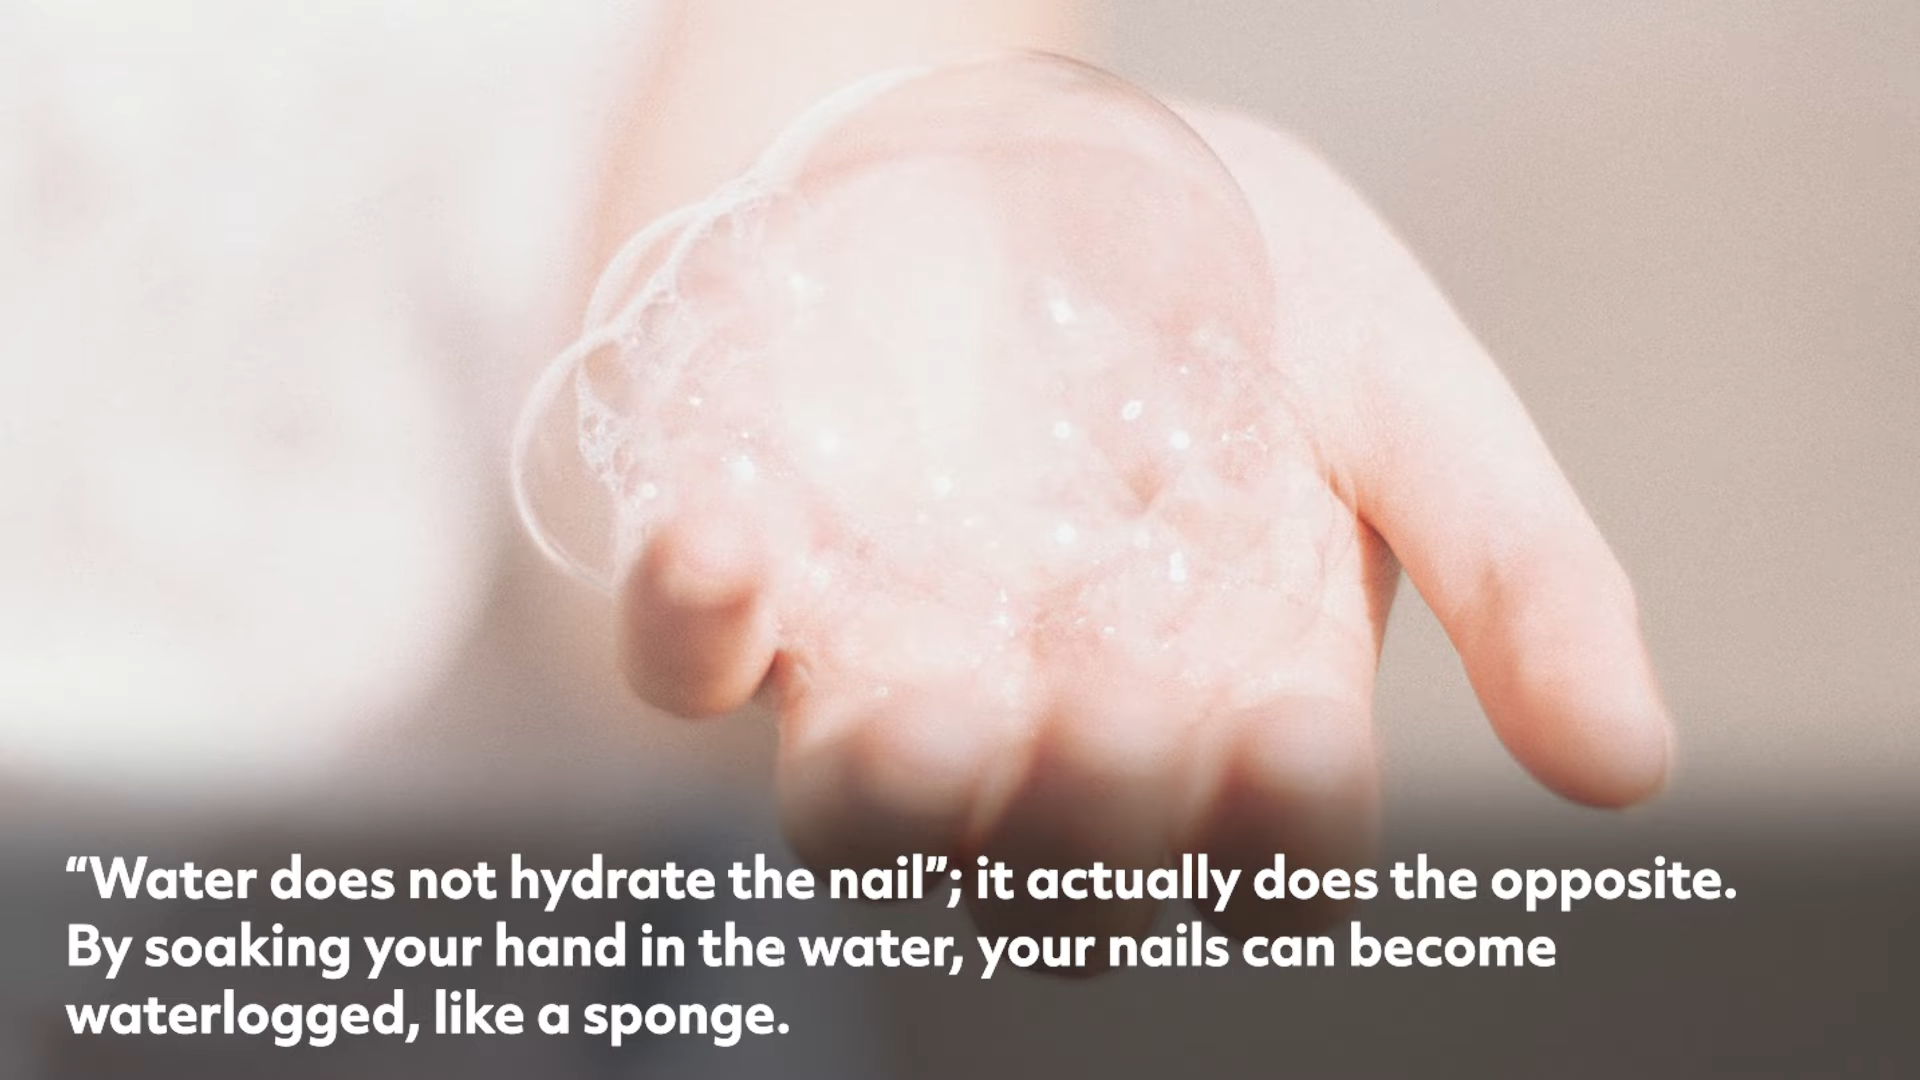 “Water does not hydrate the nail”; it actually does the opposite.
By soaking your hand in the water, your nails can become
waterlogged, like a sponge.